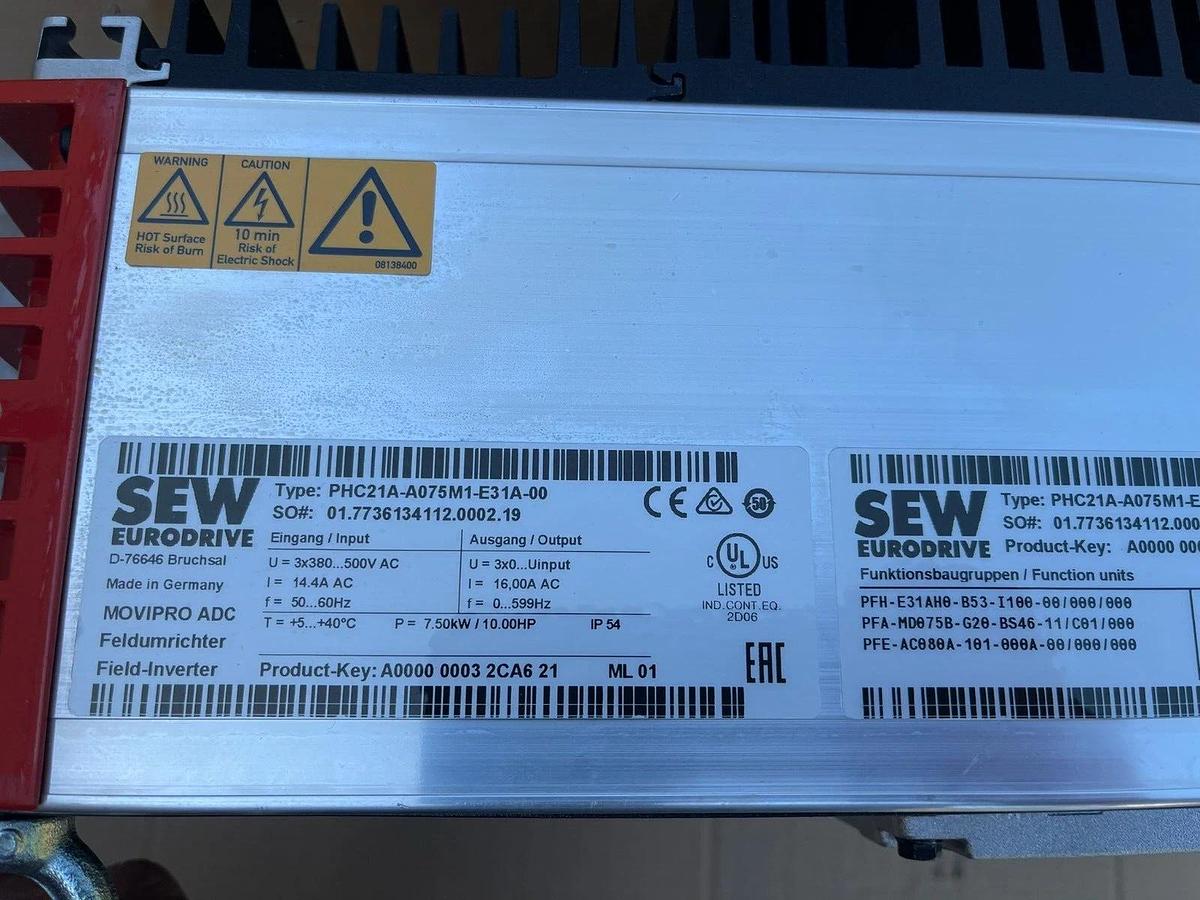 WARNING
HOT Surface
Risk of Burn
CAUTION
10 min
Risk of
Electric Shock
08138400
SEW
EURODRIVE
D-76646 Bruchsal
Made in Germany
MOVIPRO ADC
Feldumrichter
Field-Inverter
Type: PHC21A-A075M1-E31A-00
SO#: 01.7736134112.0002.19
Eingang / Input
U = 3x380...500V AC
I = 14.4A AC
f = 50...60Hz
Ausgang / Output
U = 3x0...Uinput
I = 16,00A AC
f = 0...599Hz
T = +5...+40°C P = 7.50kW / 10.00HP IP 54
Product-Key: A0000 0003 2CA6 21 ML 01
CE
50
C UL US
LISTED
IND.CONT.EQ.
2D06
EAC
SEW
EURODRIVE
Type: PHC21A-A075M1-E
SO#: 01.7736134112.000
Product-Key: A0000 000
Funktionsbaugruppen / Function units
PFH-E31AH0-B53-I100-00/000/000
PFA-MD075B-G20-BS46-11/C01/000
PFE-AC080A-101-000A-00/000/000